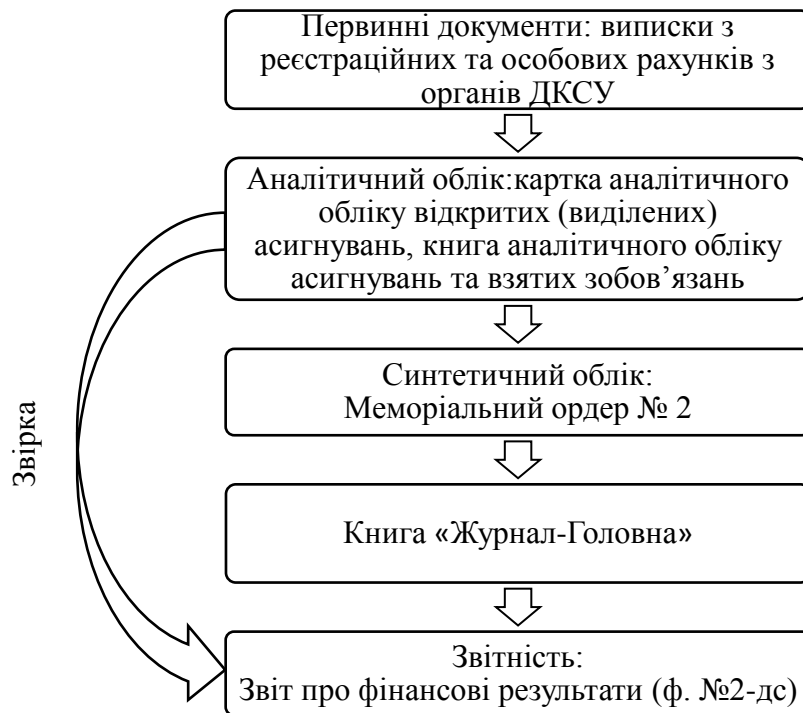 Первинні документи: виписки з
реєстраційних та особових рахунків з
органів ДКСУ
Аналітичний облік:картка аналітичного
обліку відкритих (виділених)
асигнувань, книга аналітичного обліку
асигнувань та взятих зобов’язань
Синтетичний облік:
Меморіальний ордер № 2
Звірка
Книга «Журнал-Головна»
Звітність:
Звіт про фінансові результати (ф. №2-дс)